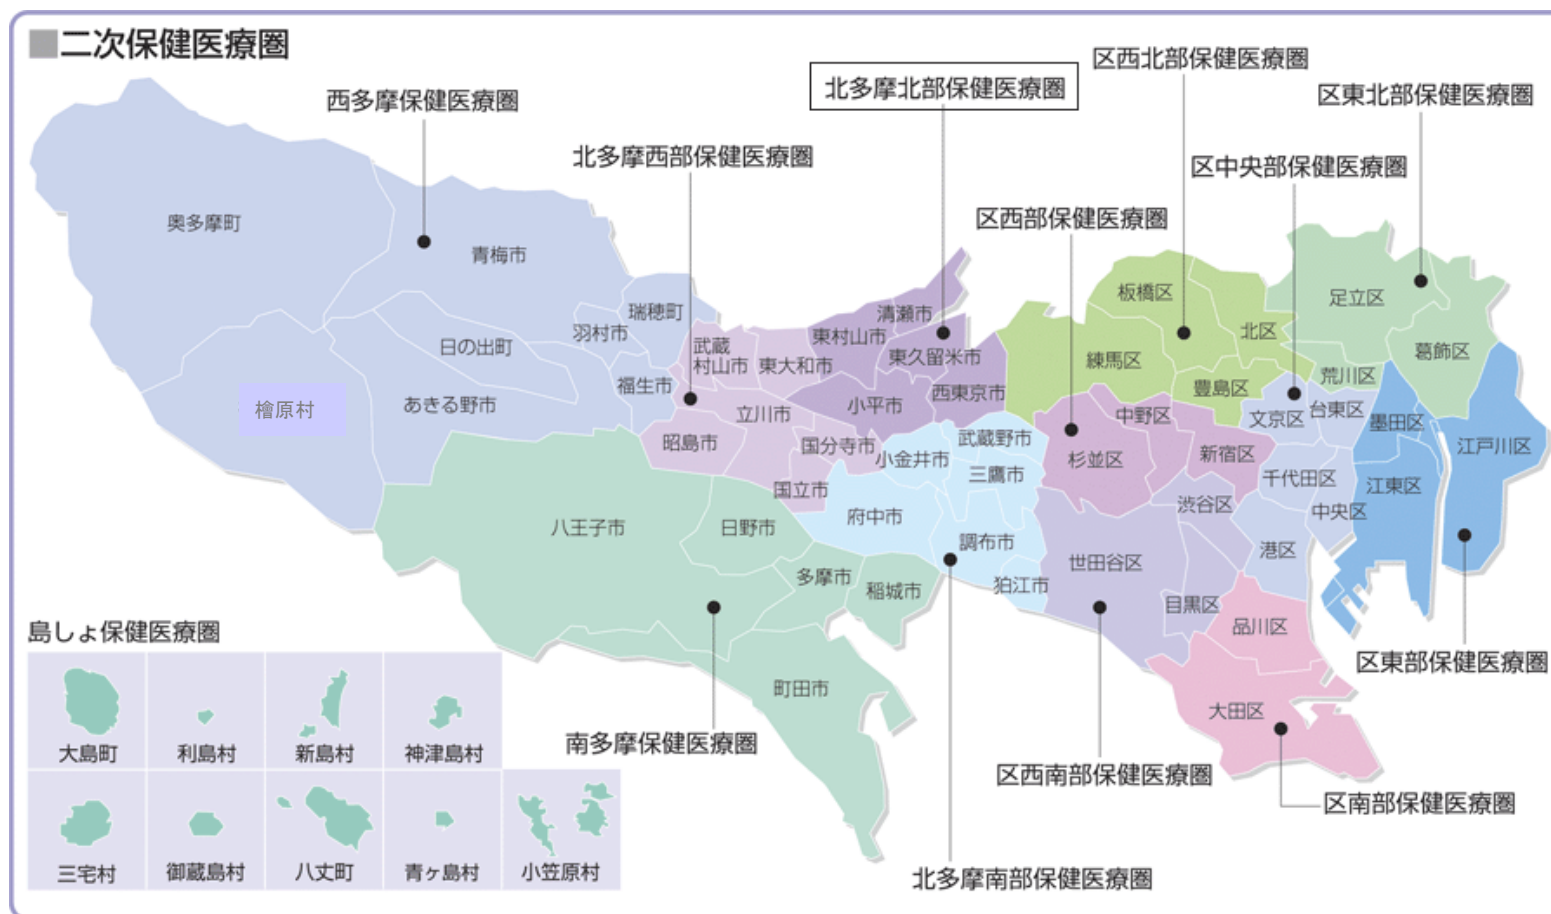 ■二次保健医療圏
区西北部保健医療圏
北多摩北部保健医療圏
区東北部保健医療圏
西多摩保健医療圏
北多摩西部保健医療圏
区中央部保健医療圏
区西部保健医療圏
奥多摩町
青梅市
瑞穂町
羽村市
日の出町
福生市
あきる野市
檜原村
武蔵
村山市
東大和市
東村山市
清瀬市
東久留米市
西東京市
小平市
立川市
昭島市
国分寺市
国立市
小金井市
武蔵野市
三鷹市
府中市
調布市
狛江市
八王子市
日野市
多摩市
稲城市
町田市
板橋区
北区
練馬区
豊島区
足立区
葛飾区
荒川区
中野区
杉並区
新宿区
文京区
台東区
千代田区
中央区
港区
墨田区
江東区
江戸川区
渋谷区
世田谷区
目黒区
品川区
大田区
区東部保健医療圏
南多摩保健医療圏
区西南部保健医療圏
区南部保健医療圏
北多摩南部保健医療圏
島しょ保健医療圏
大島町
利島村
新島村
神津島村
三宅村
御蔵島村
八丈町
青ヶ島村
小笠原村